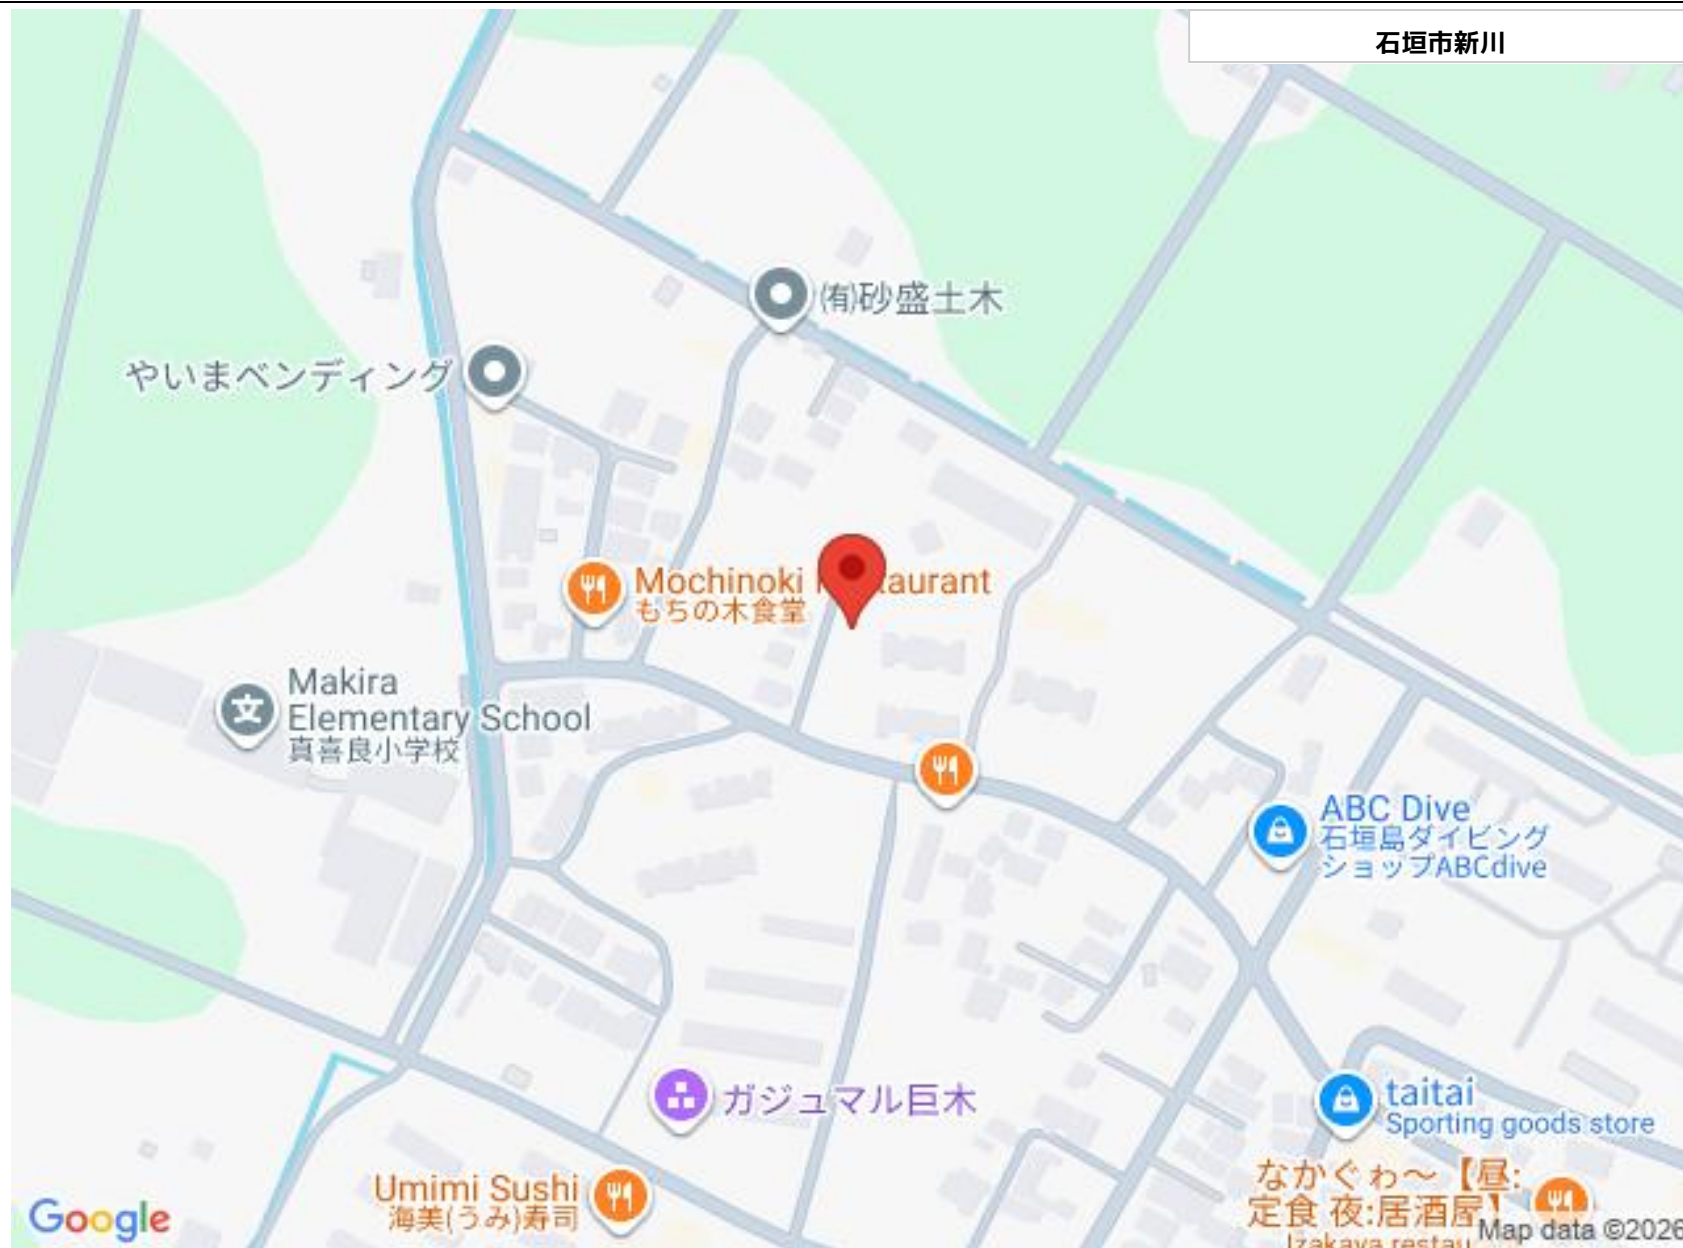 石垣市新川
㈲砂盛土木
やいまベンディング
Mochinoki
taurant
もちの木食堂
Makira
Elementary School
真喜良小学校
ABC Dive
石垣島ダイビング
ショップABCdive
ガジュマル巨木
taitai
Sporting goods store
Umimi Sushi
海美(うみ)寿司
なかぐゎ〜【昼:
定食 夜:居酒屋】
Izakaya restau
Google
Map data ©2026